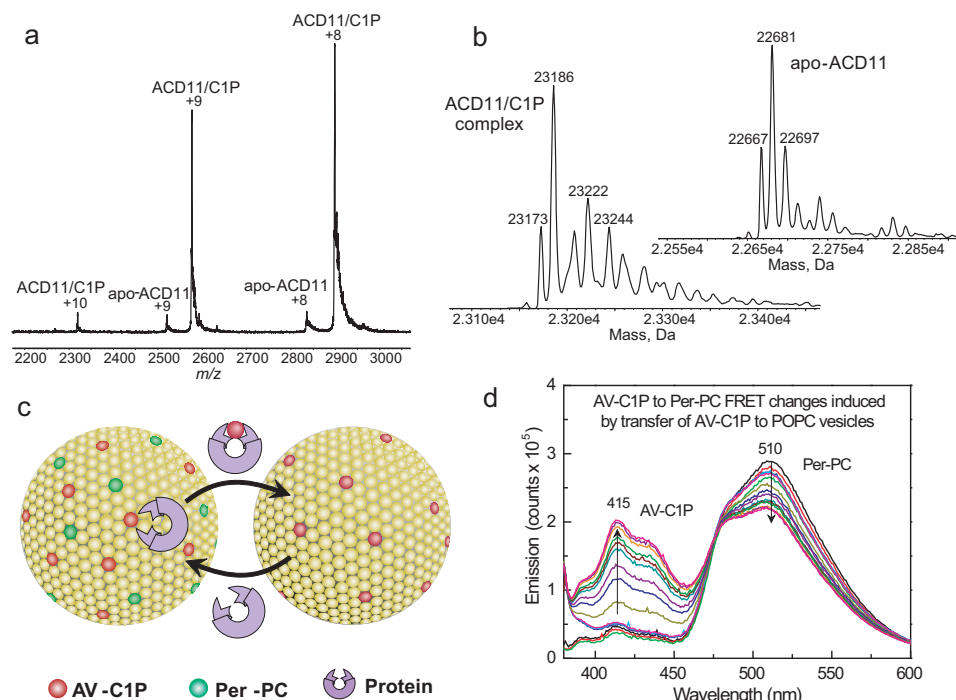 a
ACD11/C1P
+8
ACD11/C1P
+9
ACD11/C1P
+10
apo-ACD11
+9
apo-ACD11
+8
2200 2300 2400 2500 2600 2700 2800 2900 3000
m/z
b
22681
apo-ACD11
23186
ACD11/C1P
complex
22667
22697
23222
23173
23244
2.255e4 2.265e4 2.275e4 2.285e4
Mass, Da
2.310e4 2.320e4 2.330e4 2.340e4
Mass, Da
c
AV-C1P Per-PC Protein
d
AV-C1P to Per-PC FRET changes induced
by transfer of AV-C1P to POPC vesicles
510
Per-PC
415
AV-C1P
4
3
2
1
0
Emission (counts x 10⁵)
400 450 500 550 600
Wavelength (nm)